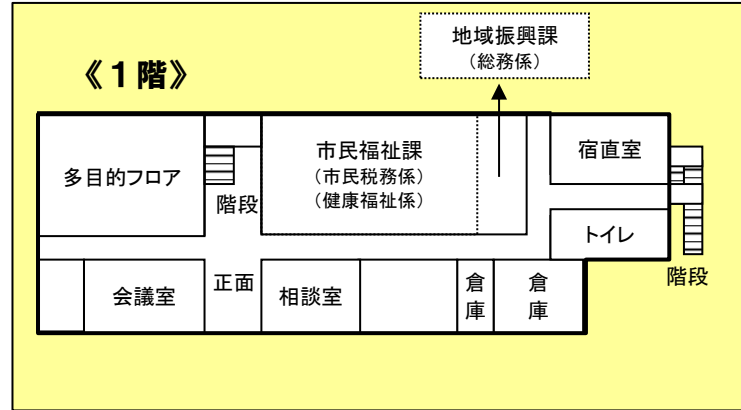 地域振興課
（総務係）
《１階》
多目的フロア
階段
市民福祉課
（市民税務係）
（健康福祉係）
宿直室
トイレ
階段
会議室
正面
相談室
倉庫
倉庫